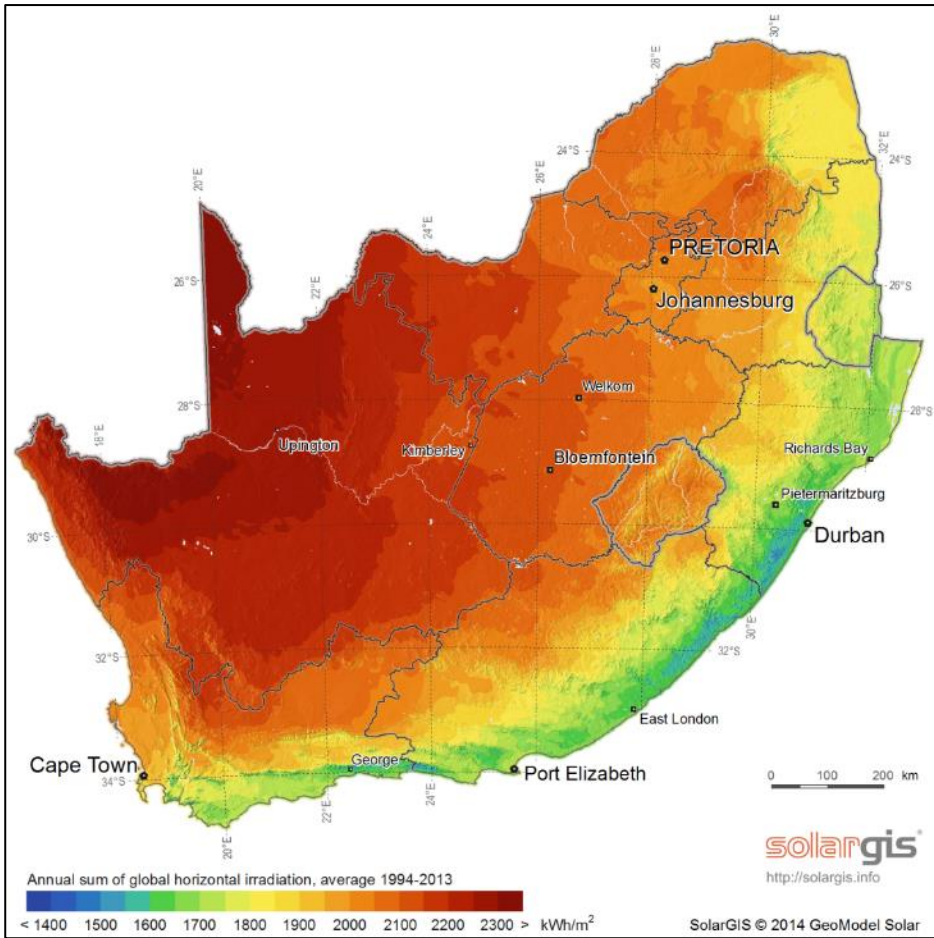 30°E
28°E
32°E
24°S
24°S
26°E
20°E
24°E
PRETORIA
26°S
22°E
26°S
Johannesburg
Welkom
28°S
28°S
18°E
Upington
Kimberley
Bloemfontein
Richards Bay
Pietermaritzburg
30°S
Durban
30°E
32°S
32°S
East London
Cape Town
George
Port Elizabeth
34°S
24°E
22°E
20°E
0 100 200 km
solargis®
http://solargis.info
Annual sum of global horizontal irradiation, average 1994-2013
< 1400 1500 1600 1700 1800 1900 2000 2100 2200 2300 > kWh/m²
SolarGIS © 2014 GeoModel Solar